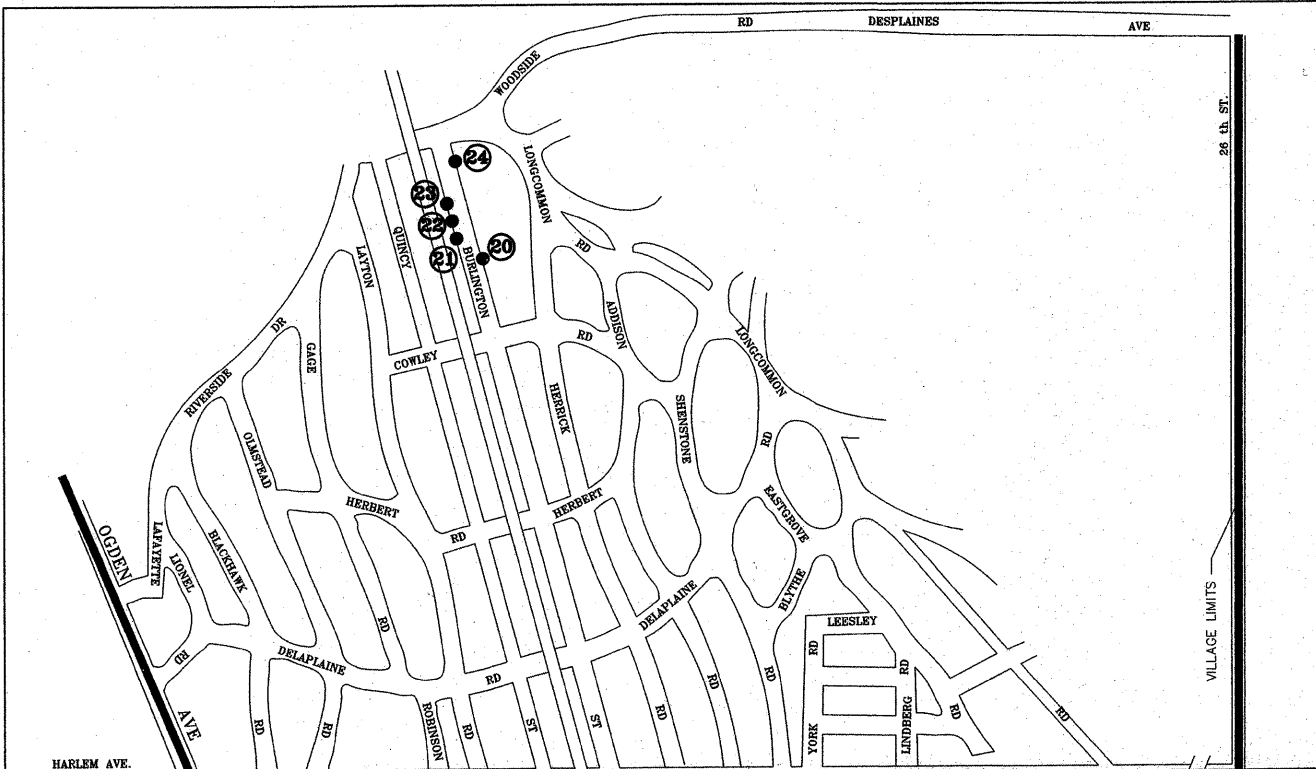 RD DESPLAINES AVE
WOODSIDE
26 th ST.
24
LONGCOMMON
23
22
21
20
QUINCY
LAYTON
BURLINGTON
RD
ADDISON
RD
COWLEY
DR
GAGE
RIVERSIDE
LONGCOMMON
HERRICK
SHENSTONE
RD
OLMSTEAD
HERBERT
HERBERT
RD
EASTGROVE
OGDEN
LAFAYETTE
LIONEL
BLACKHAWK
BLYTHE
DELAPLAINE
LEESLEY
VILLAGE LIMITS
RD
RD
DELAPLAINE
RD
RD
RD
RD
RD
RD
AVE
RD
RD
ROBINSON
RD
ST
ST
RD
YORK
LINDBERG
RD
RD
HARLEM AVE.